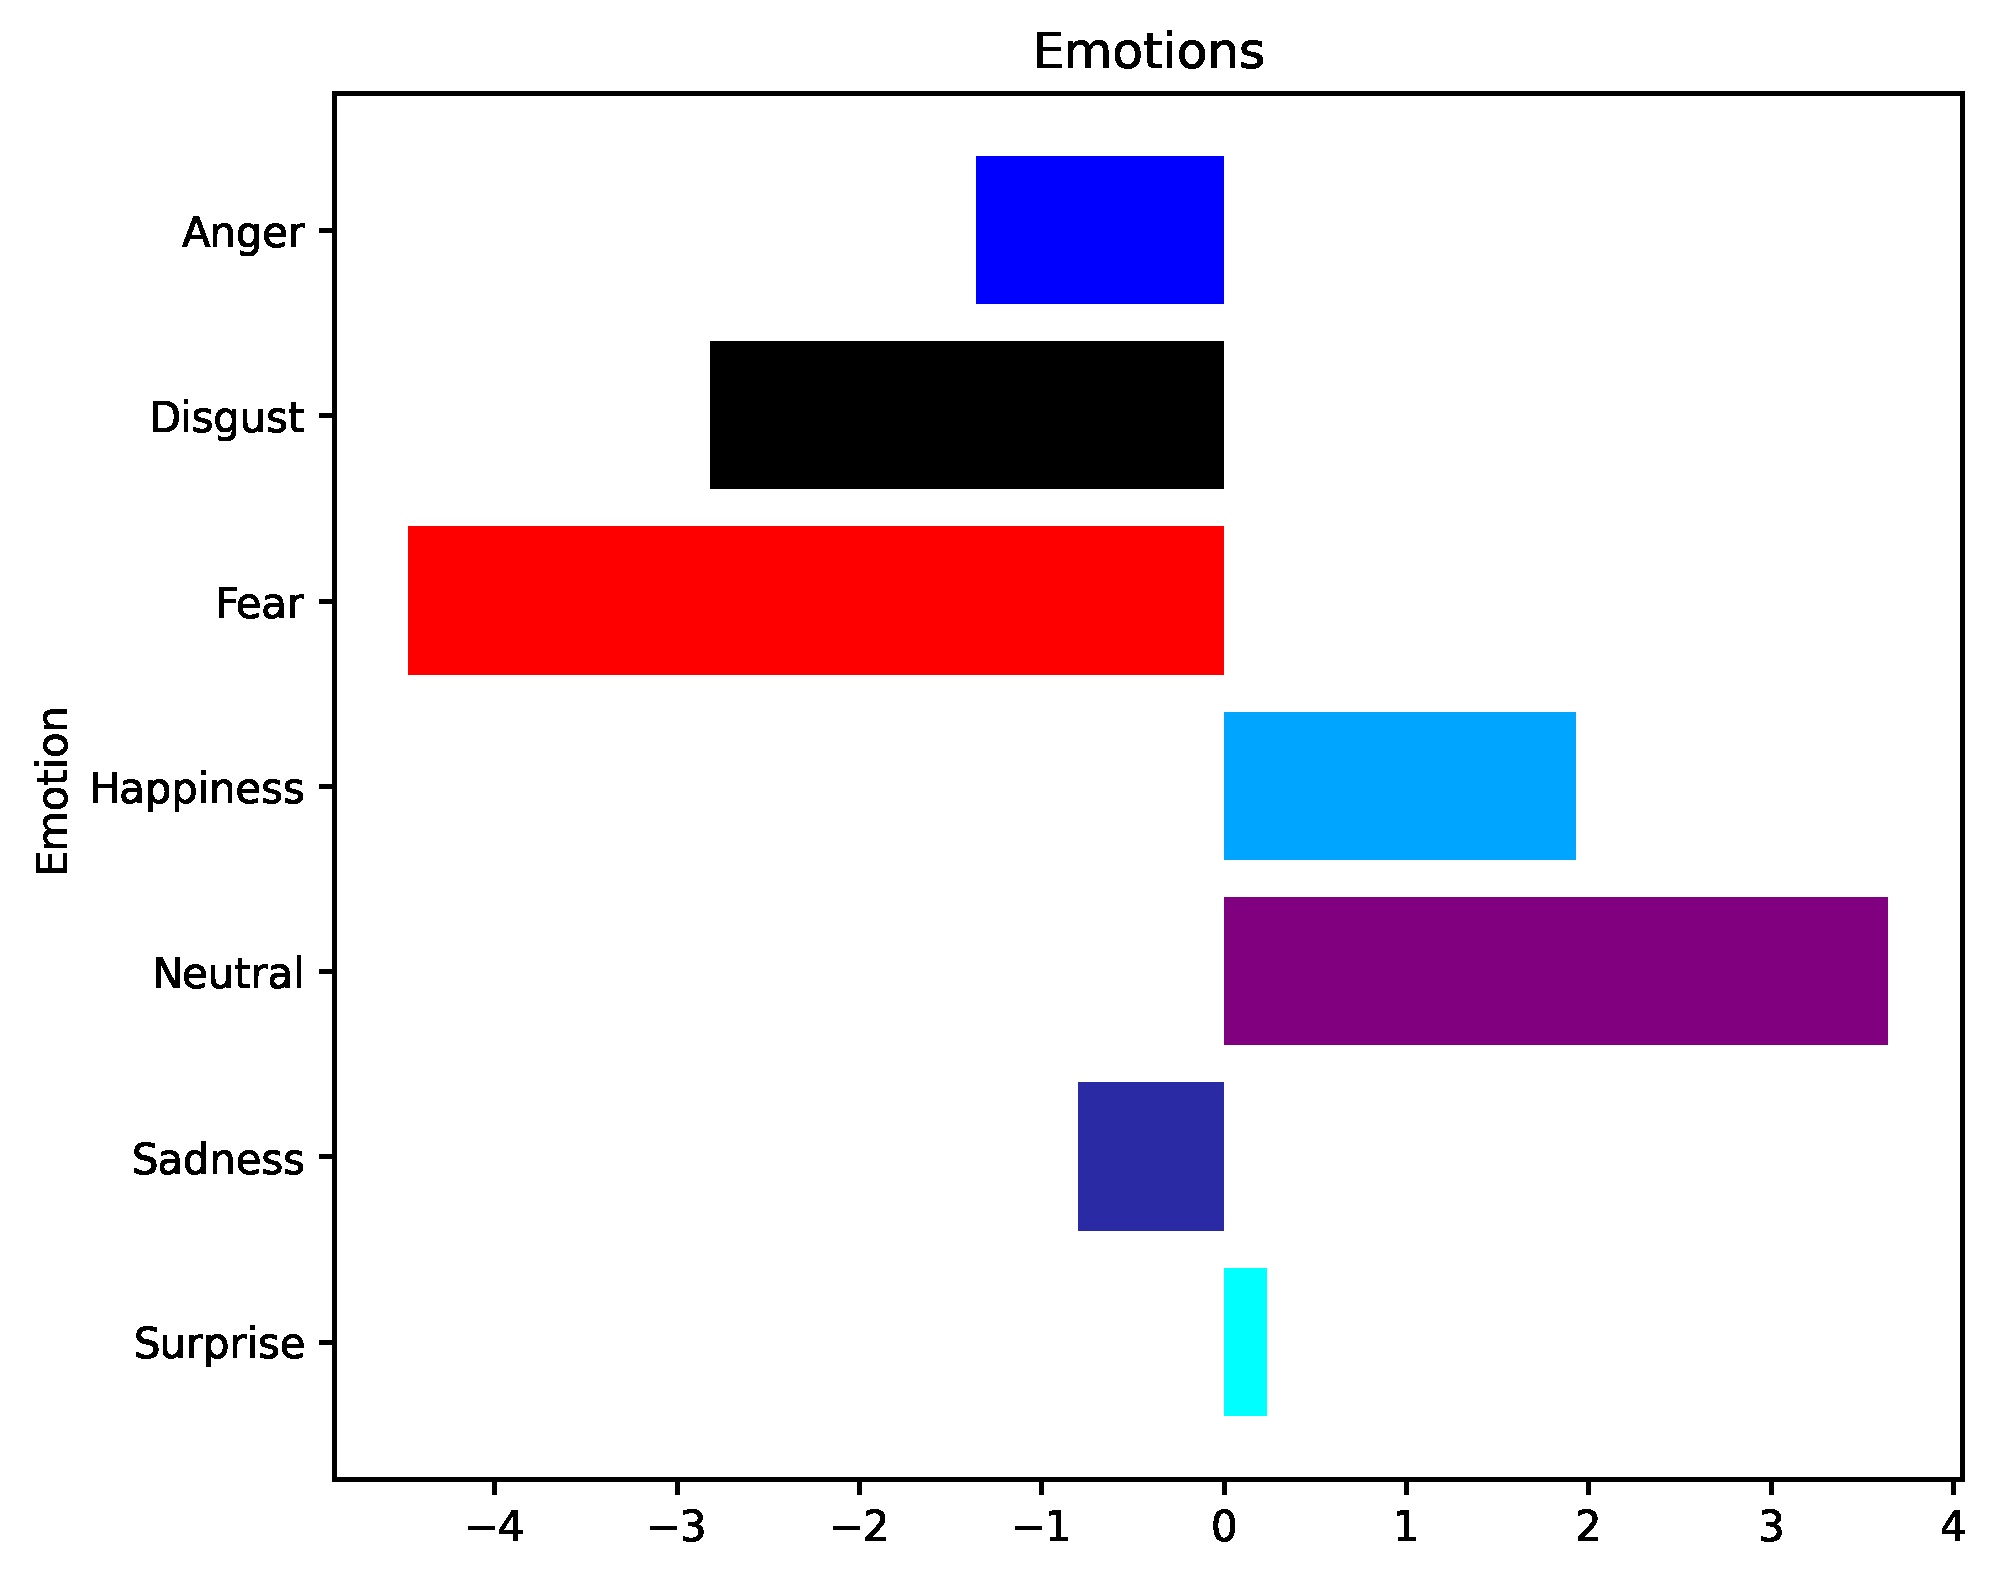 Emotions
Emotion
Anger
Disgust
Fear
Happiness
Neutral
Sadness
Surprise
−4 −3 −2 −1 0 1 2 3 4